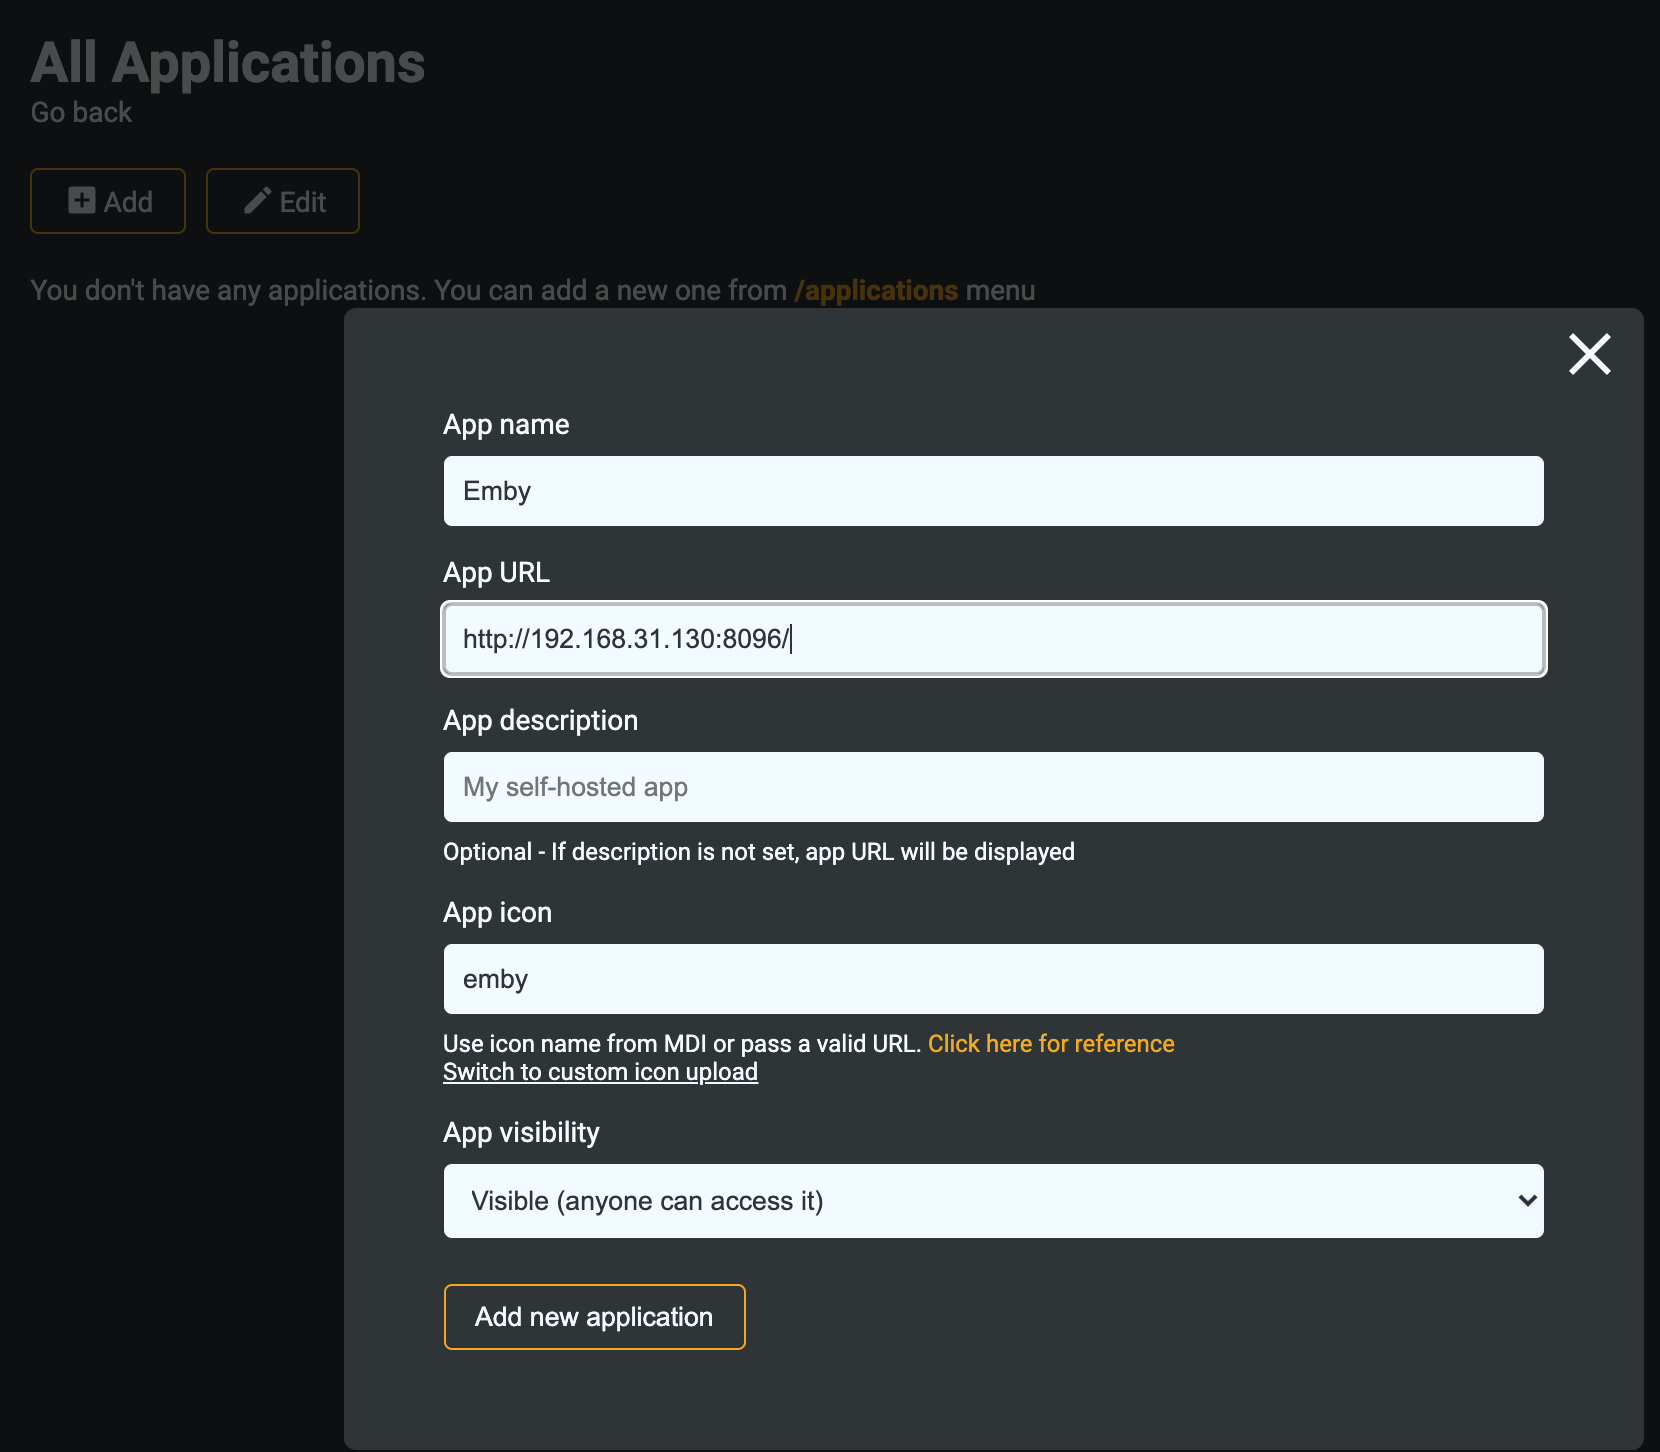 All Applications
Go back
Add
Edit
You don't have any applications. You can add a new one from /applications menu
App name
Emby
App URL
http://192.168.31.130:8096/
App description
My self-hosted app
Optional - If description is not set, app URL will be displayed
App icon
emby
Use icon name from MDI or pass a valid URL. Click here for reference
Switch to custom icon upload
App visibility
Visible (anyone can access it)
Add new application